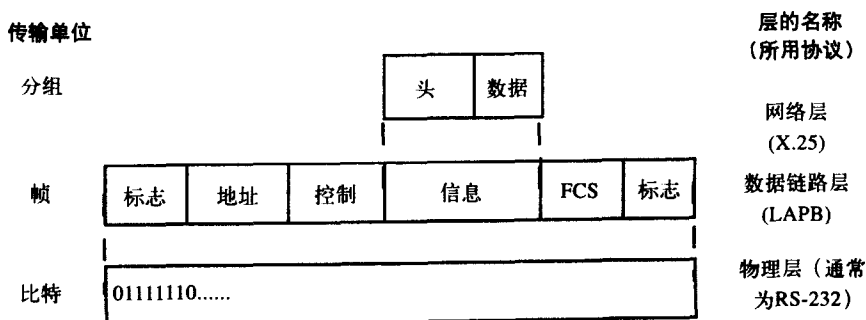 传输单位
层的名称
（所用协议）
分组
头 数据
网络层
(X.25)
帧
标志 地址 控制 信息 FCS 标志
数据链路层
(LAPB)
比特
01111110......
物理层（通常
为RS-232）